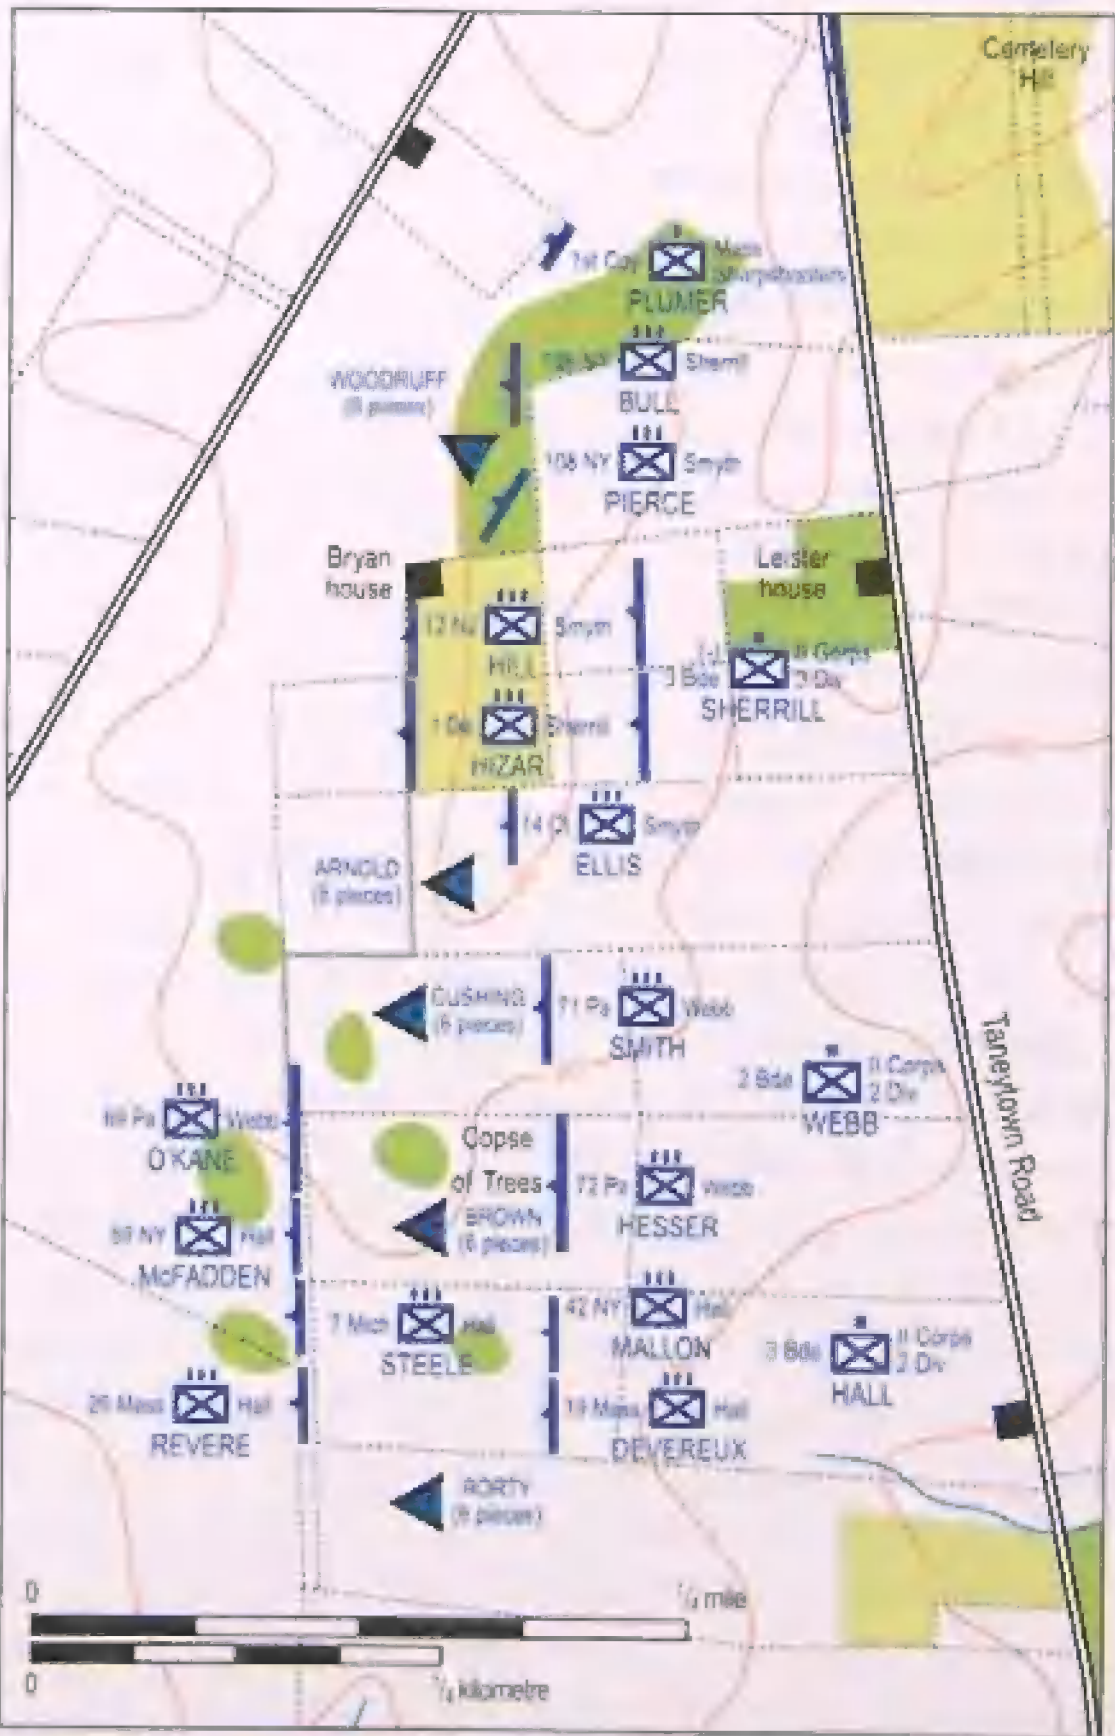 Cemetery
Hill
1st Coy
Mass
Sharpshooters
PLUMER
Sherrill
BULL
WOODRUFF
(6 pieces)
108 NY
Smyth
PIERCE
Bryan
house
Leister
house
12 NJ
Smyth
HILL
II Corps
3 Bde
3 Div
SHERRILL
1 De
Sherrill
HIZAR
14 Ct
Smyth
ELLIS
ARNOLD
(6 pieces)
CUSHING
(6 pieces)
71 Pa
Webb
SMITH
2 Bde
II Corps
2 Div
WEBB
Taneytown Road
69 Pa
Webb
O'KANE
Copse
of Trees
BROWN
(6 pieces)
72 Pa
Webb
HESSER
59 NY
Hall
McFADDEN
7 Mich
Hall
STEELE
42 NY
Hall
MALLON
3 Bde
II Corps
2 Div
HALL
20 Mass
Hall
REVERE
19 Mass
Hall
DEVEREUX
RORTY
(6 pieces)
0
1/4 mile
0
1/4 kilometre